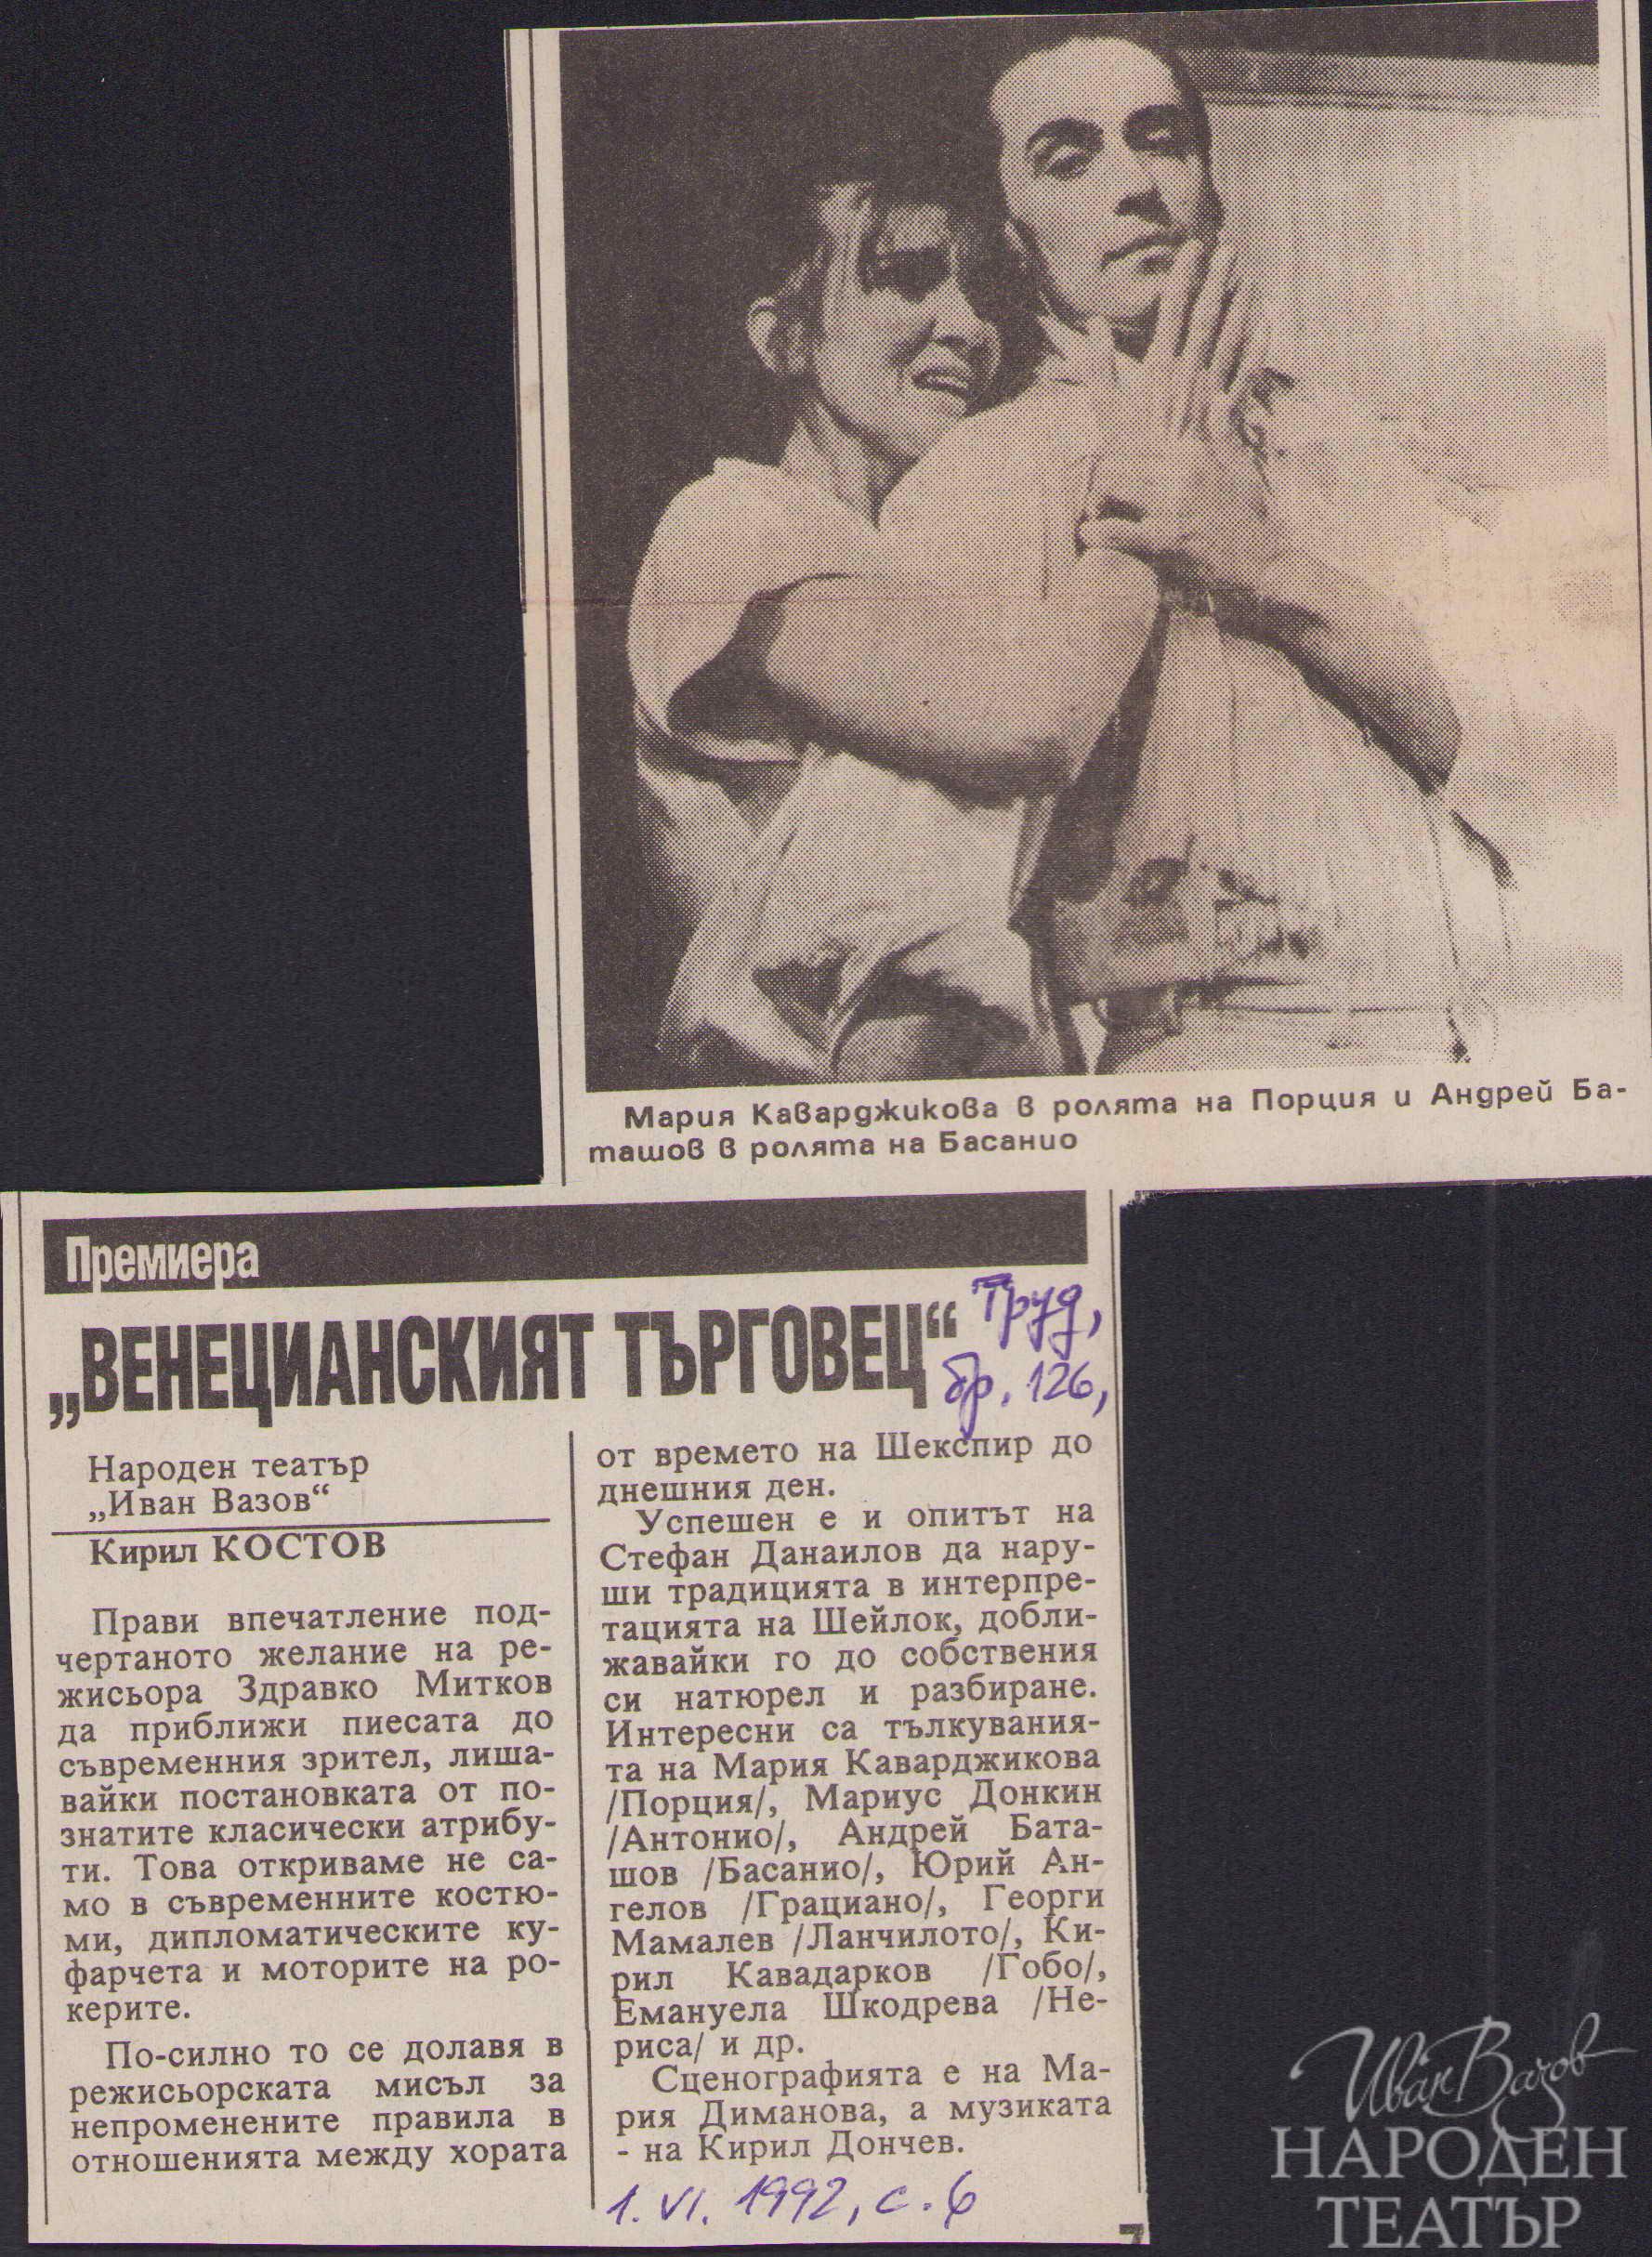 Мария Каварджикова в ролята на Порция и Андрей Ба-
ташов в ролята на Басанио
Премиера
„ВЕНЕЦИАНСКИЯТ ТЪРГОВЕЦ“
Труд,
бр. 126,
Народен театър
„Иван Вазов“
Кирил КОСТОВ
Прави впечатление под-
чертаното желание на ре-
жисьора Здравко Митков
да приближи пиесата до
съвременния зрител, лиша-
вайки постановката от по-
знатите класически атрибу-
ти. Това откриваме не са-
мо в съвременните костю-
ми, дипломатическите ку-
фарчета и моторите на ро-
керите.
По-силно то се долавя в
режисьорската мисъл за
непроменените правила в
отношенията между хората
от времето на Шекспир до
днешния ден.
Успешен е и опитът на
Стефан Данаилов да нару-
ши традицията в интерпре-
тацията на Шейлок, добли-
жавайки го до собствения
си натюрел и разбиране.
Интересни са тълкувания-
та на Мария Каварджикова
/Порция/, Мариус Донкин
/Антонио/, Андрей Бата-
шов /Басанио/, Юрий Ан-
гелов /Грациано/, Георги
Мамалев /Ланчилото/, Ки-
рил Кавадарков /Гобо/,
Емануела Шкодрева /Не-
риса/ и др.
Сценографията е на Ма-
рия Диманова, а музиката
- на Кирил Дончев.
1. VI. 1992, с. 6
Иван Вазов
НАРОДЕН
ТЕАТЪР